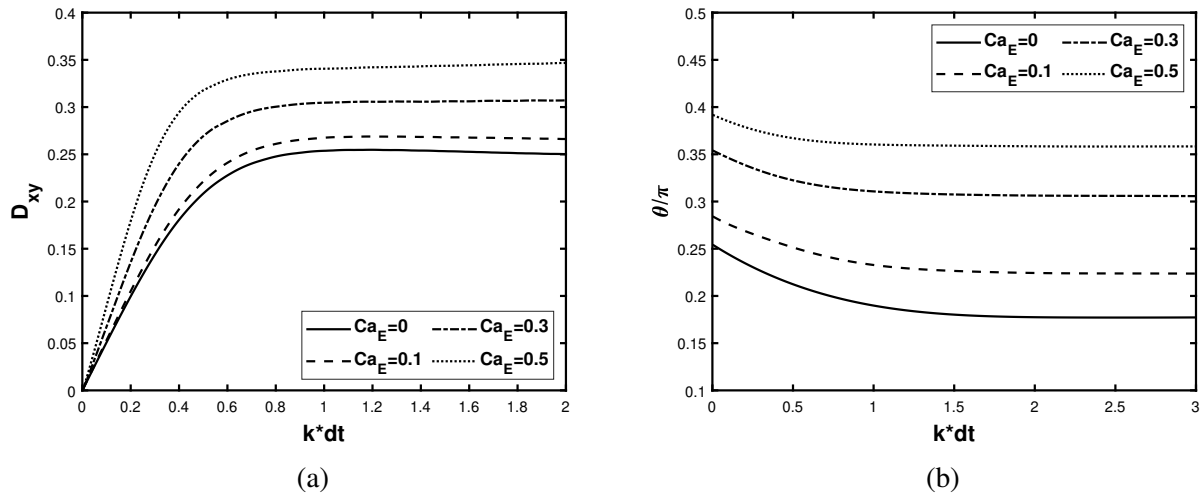 0.4
0.35
0.3
0.25
0.2
0.15
0.1
0.05
0
D_xy
Ca_E=0 Ca_E=0.3
Ca_E=0.1 Ca_E=0.5
0 0.2 0.4 0.6 0.8 1 1.2 1.4 1.6 1.8 2
k*dt
(a)
0.5
0.45
0.4
0.35
0.3
0.25
0.2
0.15
0.1
θ/π
Ca_E=0 Ca_E=0.3
Ca_E=0.1 Ca_E=0.5
0 0.5 1 1.5 2 2.5 3
k*dt
(b)